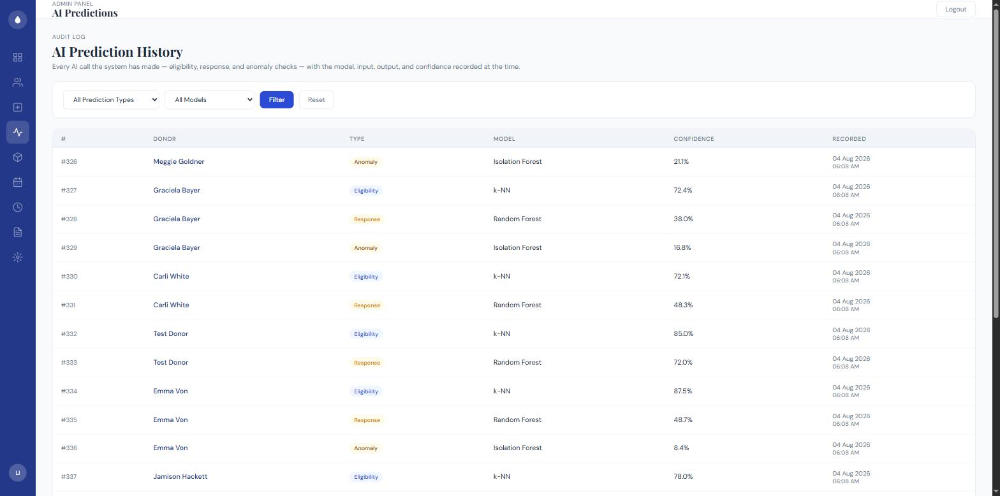 ADMIN PANEL
AI Predictions
Logout
AUDIT LOG
AI Prediction History
Every AI call the system has made — eligibility, response, and anomaly checks — with the model, input, output, and confidence recorded at the time.
All Prediction Types All Models Filter Reset
# DONOR TYPE MODEL CONFIDENCE RECORDED
#326 Meggie Goldner Anomaly Isolation Forest 21.1% 04 Aug 2026
06:08 AM
#327 Graciela Bayer Eligibility k-NN 72.4% 04 Aug 2026
06:08 AM
#328 Graciela Bayer Response Random Forest 38.0% 04 Aug 2026
06:08 AM
#329 Graciela Bayer Anomaly Isolation Forest 16.8% 04 Aug 2026
06:08 AM
#330 Carli White Eligibility k-NN 72.1% 04 Aug 2026
06:08 AM
#331 Carli White Response Random Forest 48.3% 04 Aug 2026
06:08 AM
#332 Test Donor Eligibility k-NN 85.0% 04 Aug 2026
06:08 AM
#333 Test Donor Response Random Forest 72.0% 04 Aug 2026
06:08 AM
#334 Emma Von Eligibility k-NN 87.5% 04 Aug 2026
06:08 AM
#335 Emma Von Response Random Forest 48.7% 04 Aug 2026
06:08 AM
#336 Emma Von Anomaly Isolation Forest 8.4% 04 Aug 2026
06:08 AM
#337 Jamison Hackett Eligibility k-NN 78.0% 04 Aug 2026
06:08 AM